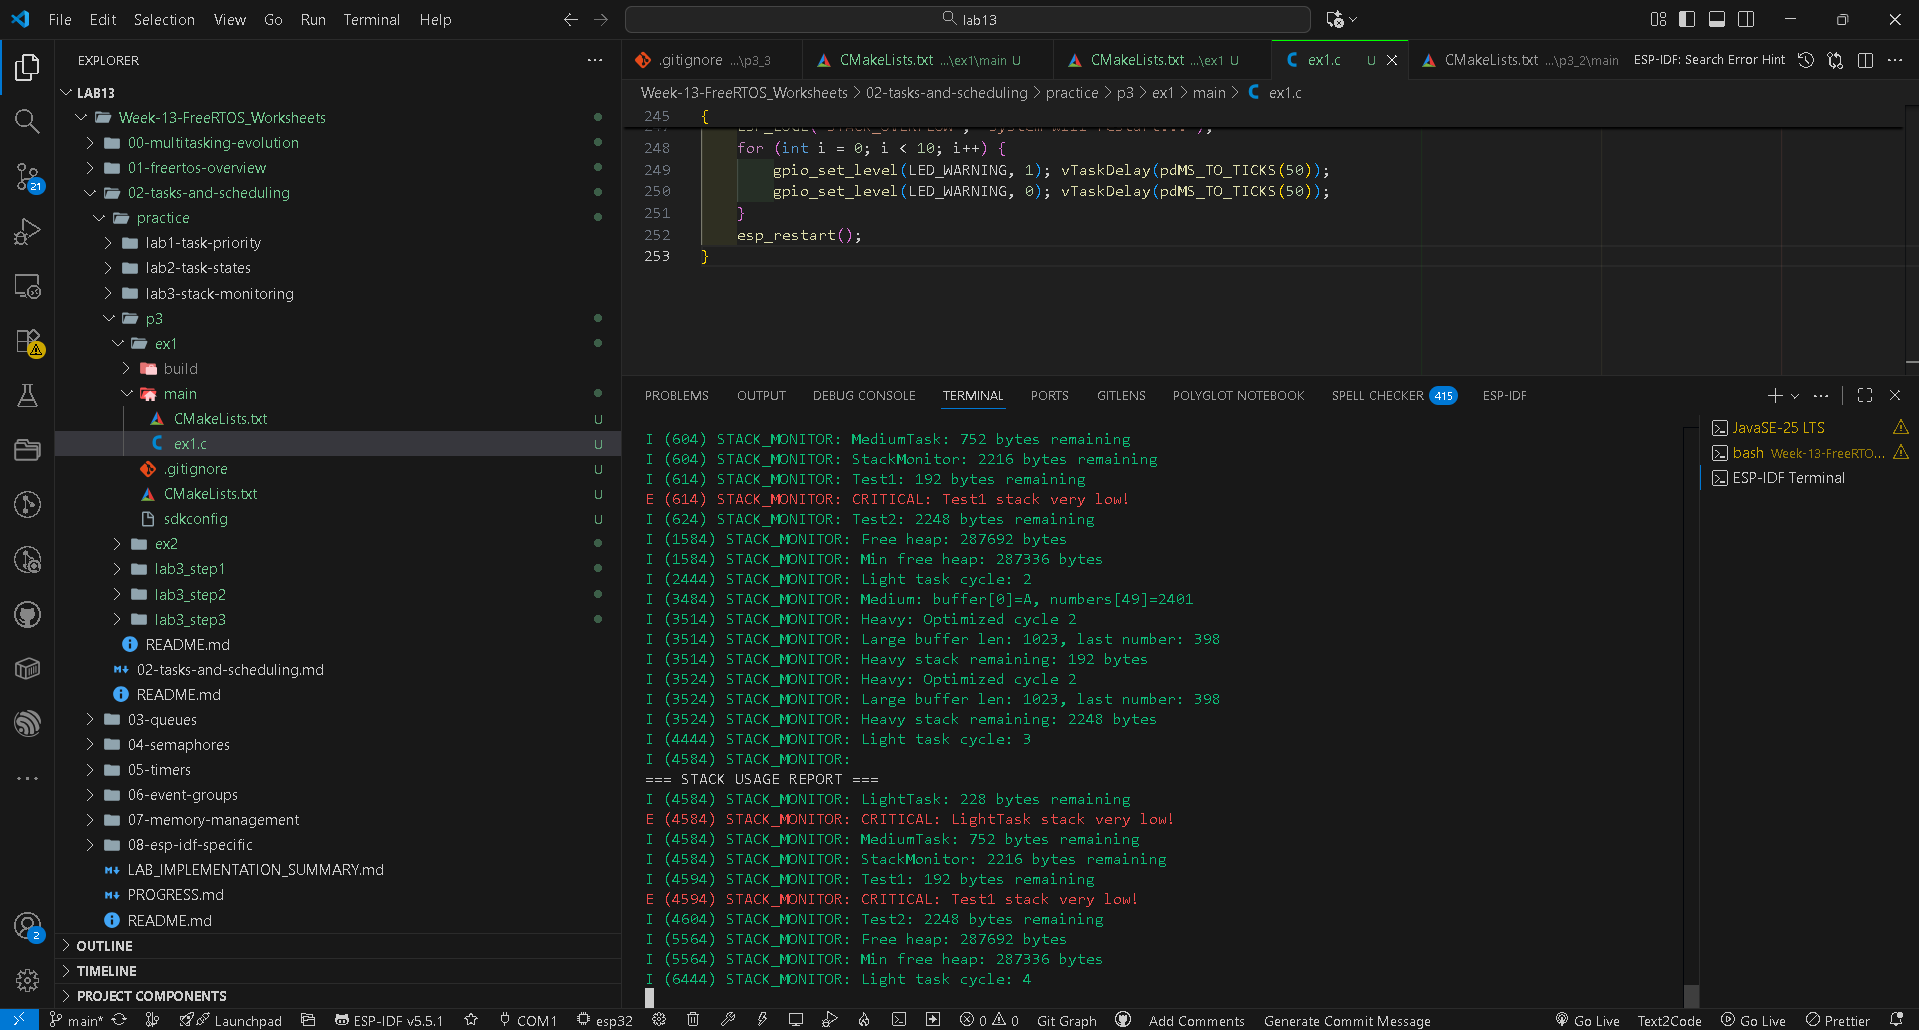 File Edit Selection View Go Run Terminal Help
lab13
EXPLORER
LAB13
Week-13-FreeRTOS_Worksheets
00-multitasking-evolution
01-freertos-overview
02-tasks-and-scheduling
practice
lab1-task-priority
lab2-task-states
lab3-stack-monitoring
p3
ex1
build
main
CMakeLists.txt U
ex1.c U
.gitignore U
CMakeLists.txt U
sdkconfig U
ex2
lab3_step1
lab3_step2
lab3_step3
README.md
02-tasks-and-scheduling.md
README.md
03-queues
04-semaphores
05-timers
06-event-groups
07-memory-management
08-esp-idf-specific
LAB_IMPLEMENTATION_SUMMARY.md
PROGRESS.md
README.md
OUTLINE
TIMELINE
PROJECT COMPONENTS
21
2
.gitignore ...\p3_3
CMakeLists.txt ...\ex1\main U
CMakeLists.txt ...\ex1 U
ex1.c U
CMakeLists.txt ...\p3_2\main
ESP-IDF: Search Error Hint
Week-13-FreeRTOS_Worksheets > 02-tasks-and-scheduling > practice > p3 > ex1 > main > ex1.c
245 {
248 for (int i = 0; i < 10; i++) {
249 gpio_set_level(LED_WARNING, 1); vTaskDelay(pdMS_TO_TICKS(50));
250 gpio_set_level(LED_WARNING, 0); vTaskDelay(pdMS_TO_TICKS(50));
251 }
252 esp_restart();
253 }
PROBLEMS OUTPUT DEBUG CONSOLE TERMINAL PORTS GITLENS POLYGLOT NOTEBOOK SPELL CHECKER 415 ESP-IDF
I (604) STACK_MONITOR: MediumTask: 752 bytes remaining
I (604) STACK_MONITOR: StackMonitor: 2216 bytes remaining
I (614) STACK_MONITOR: Test1: 192 bytes remaining
E (614) STACK_MONITOR: CRITICAL: Test1 stack very low!
I (624) STACK_MONITOR: Test2: 2248 bytes remaining
I (1584) STACK_MONITOR: Free heap: 287692 bytes
I (1584) STACK_MONITOR: Min free heap: 287336 bytes
I (2444) STACK_MONITOR: Light task cycle: 2
I (3484) STACK_MONITOR: Medium: buffer[0]=A, numbers[49]=2401
I (3514) STACK_MONITOR: Heavy: Optimized cycle 2
I (3514) STACK_MONITOR: Large buffer len: 1023, last number: 398
I (3514) STACK_MONITOR: Heavy stack remaining: 192 bytes
I (3524) STACK_MONITOR: Heavy: Optimized cycle 2
I (3524) STACK_MONITOR: Large buffer len: 1023, last number: 398
I (3524) STACK_MONITOR: Heavy stack remaining: 2248 bytes
I (4444) STACK_MONITOR: Light task cycle: 3
I (4584) STACK_MONITOR:
=== STACK USAGE REPORT ===
I (4584) STACK_MONITOR: LightTask: 228 bytes remaining
E (4584) STACK_MONITOR: CRITICAL: LightTask stack very low!
I (4584) STACK_MONITOR: MediumTask: 752 bytes remaining
I (4584) STACK_MONITOR: StackMonitor: 2216 bytes remaining
I (4594) STACK_MONITOR: Test1: 192 bytes remaining
E (4594) STACK_MONITOR: CRITICAL: Test1 stack very low!
I (4604) STACK_MONITOR: Test2: 2248 bytes remaining
I (5564) STACK_MONITOR: Free heap: 287692 bytes
I (5564) STACK_MONITOR: Min free heap: 287336 bytes
I (6444) STACK_MONITOR: Light task cycle: 4
JavaSE-25 LTS
bash Week-13-FreeRTO...
ESP-IDF Terminal
main* Launchpad ESP-IDF v5.5.1 COM1 esp32 0 0 Git Graph Add Comments Generate Commit Message Go Live Text2Code Go Live Prettier